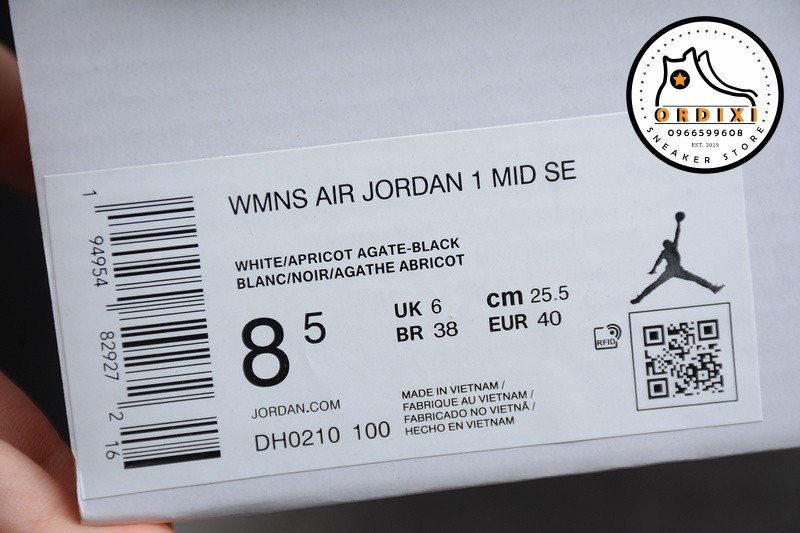 ORDIXI
0966599608
EST. 2019
SNEAKER STORE
WMNS AIR JORDAN 1 MID SE
WHITE/APRICOT AGATE-BLACK
BLANC/NOIR/AGATHE ABRICOT
8 5
UK 6 cm 25.5
BR 38 EUR 40
RFID
JORDAN.COM
DH0210 100
MADE IN VIETNAM /
FABRIQUE AU VIETNAM /
FABRICADO NO VIETNÃ /
HECHO EN VIETNAM
1 94954 82927 2 16